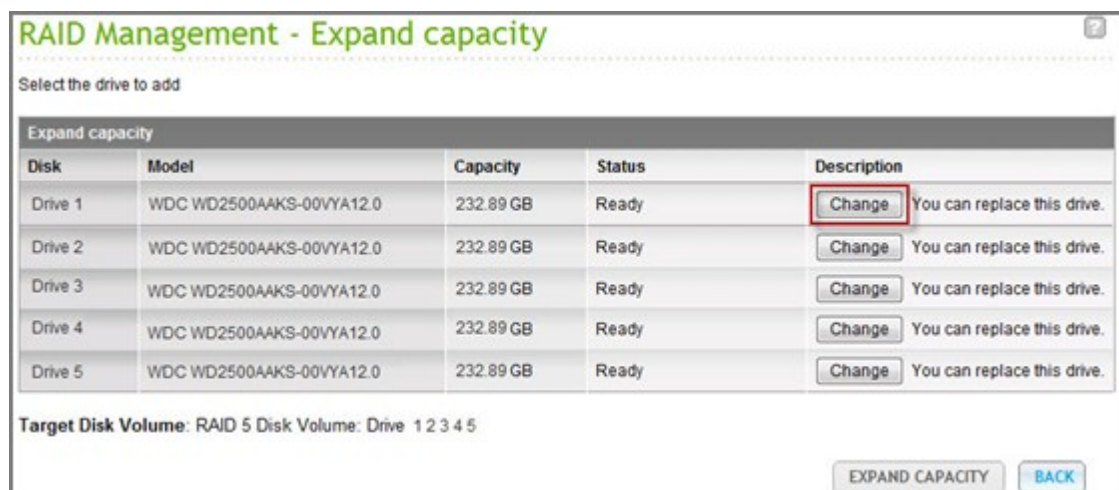 RAID Management - Expand capacity
?
Select the drive to add
Expand capacity
Disk Model Capacity Status Description
Drive 1 WDC WD2500AAKS-00VYA12.0 232.89 GB Ready Change You can replace this drive.
Drive 2 WDC WD2500AAKS-00VYA12.0 232.89 GB Ready Change You can replace this drive.
Drive 3 WDC WD2500AAKS-00VYA12.0 232.89 GB Ready Change You can replace this drive.
Drive 4 WDC WD2500AAKS-00VYA12.0 232.89 GB Ready Change You can replace this drive.
Drive 5 WDC WD2500AAKS-00VYA12.0 232.89 GB Ready Change You can replace this drive.
Target Disk Volume: RAID 5 Disk Volume: Drive 1 2 3 4 5
EXPAND CAPACITY BACK